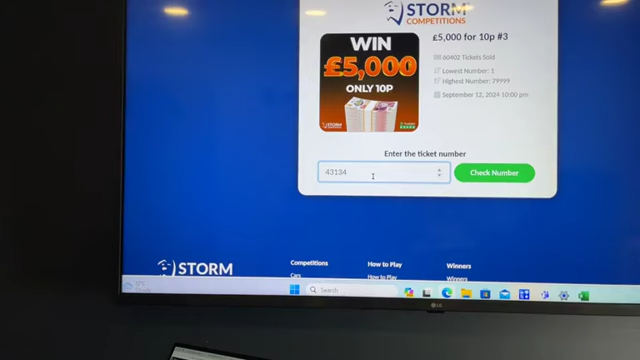 STORM
COMPETITIONS
£5,000 for 10p #3
WIN
£5,000
ONLY 10P
STORM
60402 Tickets Sold
Lowest Number: 1
Highest Number: 79999
September 12, 2024 10:00 pm
Enter the ticket number
43134
Check Number
STORM
Competitions
How to Play
Winners
Cars
How to Play
Winners
Search
LG